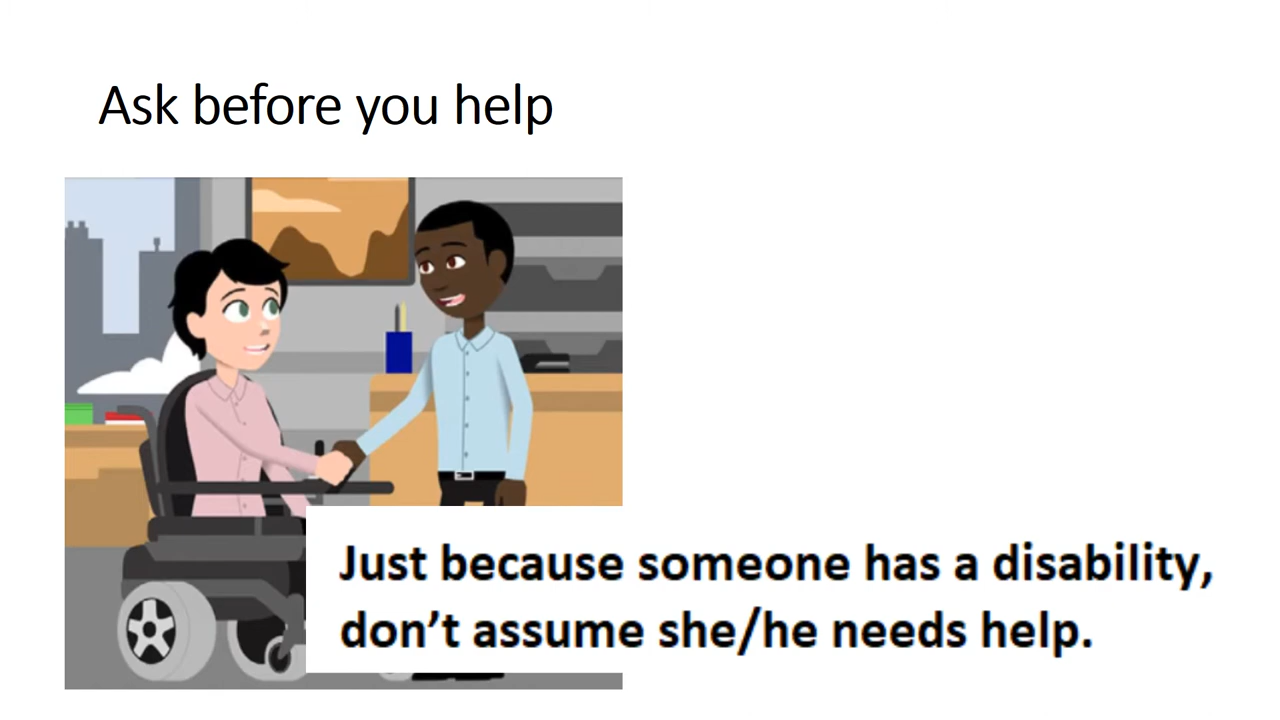 Ask before you help
Just because someone has a disability,
don’t assume she/he needs help.